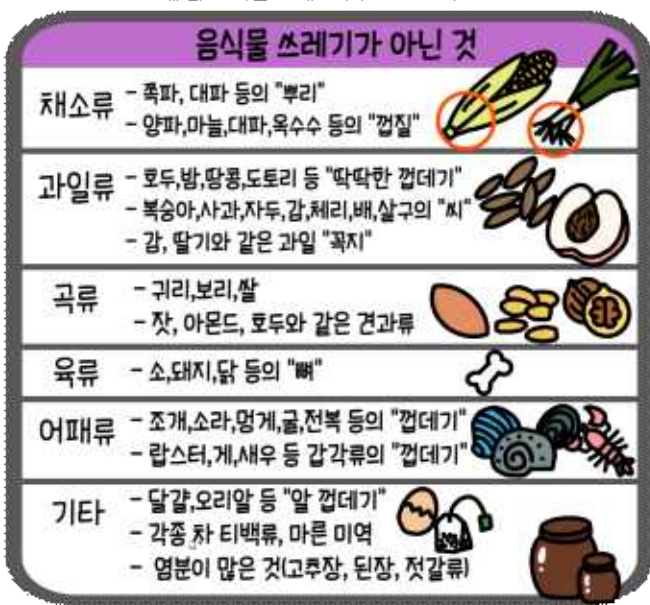 음식물 쓰레기가 아닌 것
채소류
- 쪽파, 대파 등의 "뿌리"
- 양파,마늘,대파,옥수수 등의 "껍질"
과일류
- 호두,밤,땅콩,도토리 등 "딱딱한 껍데기"
- 복숭아,사과,자두,감,체리,배,살구의 "씨"
- 감, 딸기와 같은 과일 "꼭지"
곡류
- 귀리,보리,쌀
- 잣, 아몬드, 호두와 같은 견과류
육류
- 소,돼지,닭 등의 "뼈"
어패류
- 조개,소라,멍게,굴,전복 등의 "껍데기"
- 랍스터,게,새우 등 갑각류의 "껍데기"
기타
- 달걀,오리알 등 "알 껍데기"
- 각종 차 티백류, 마른 미역
- 염분이 많은 것(고추장, 된장, 젓갈류)